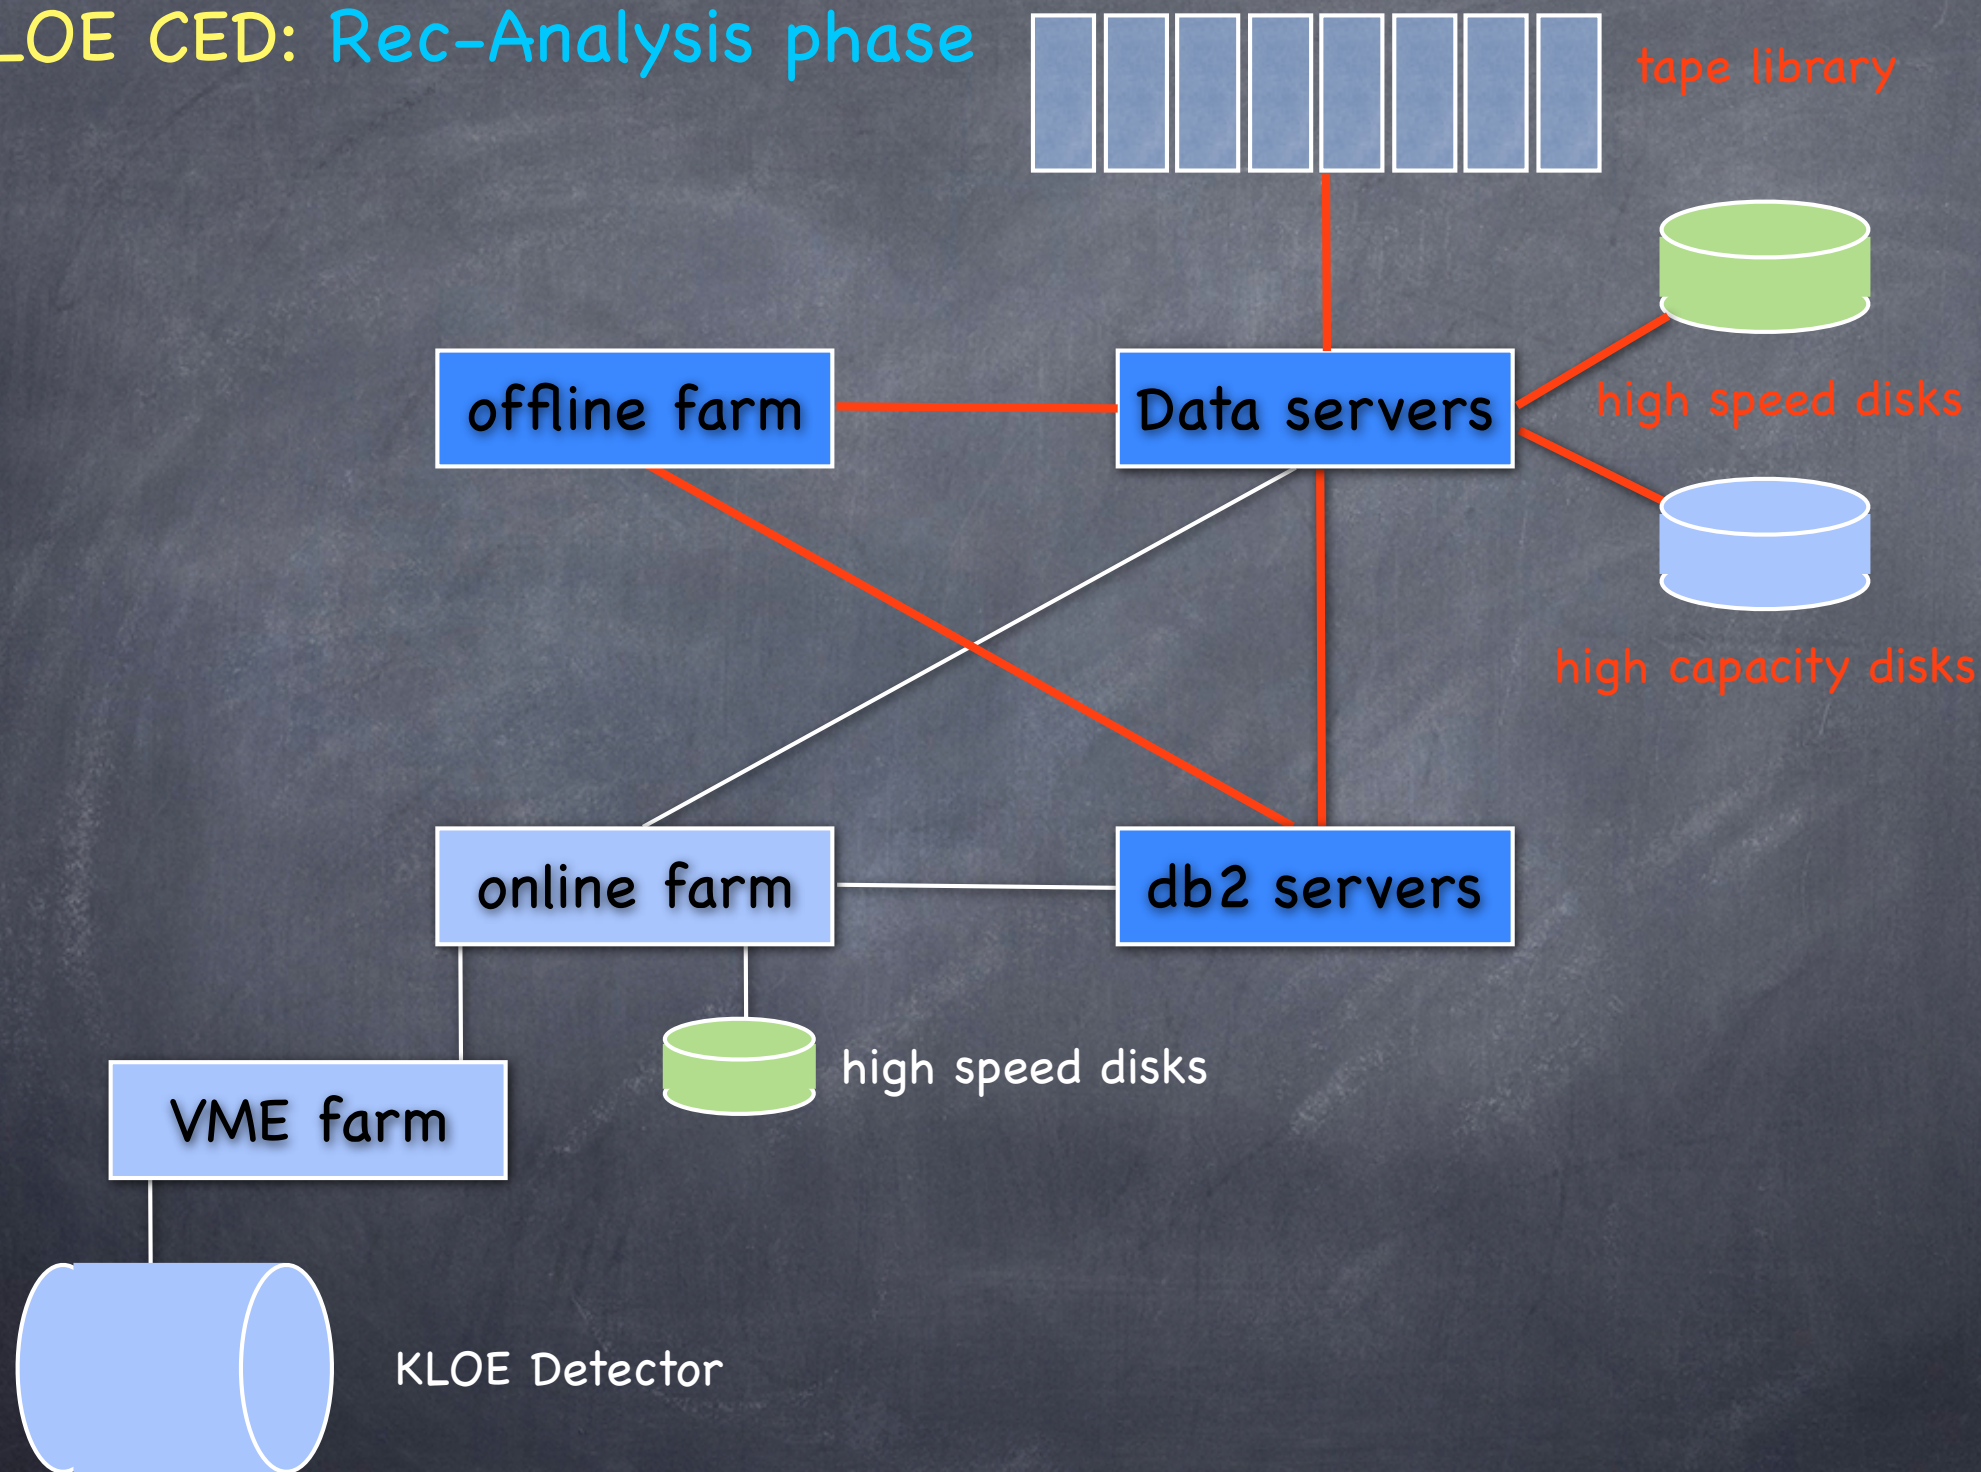 LOE CED: Rec-Analysis phase
tape library
offline farm
Data servers
high speed disks
high capacity disks
online farm
db2 servers
high speed disks
VME farm
KLOE Detector